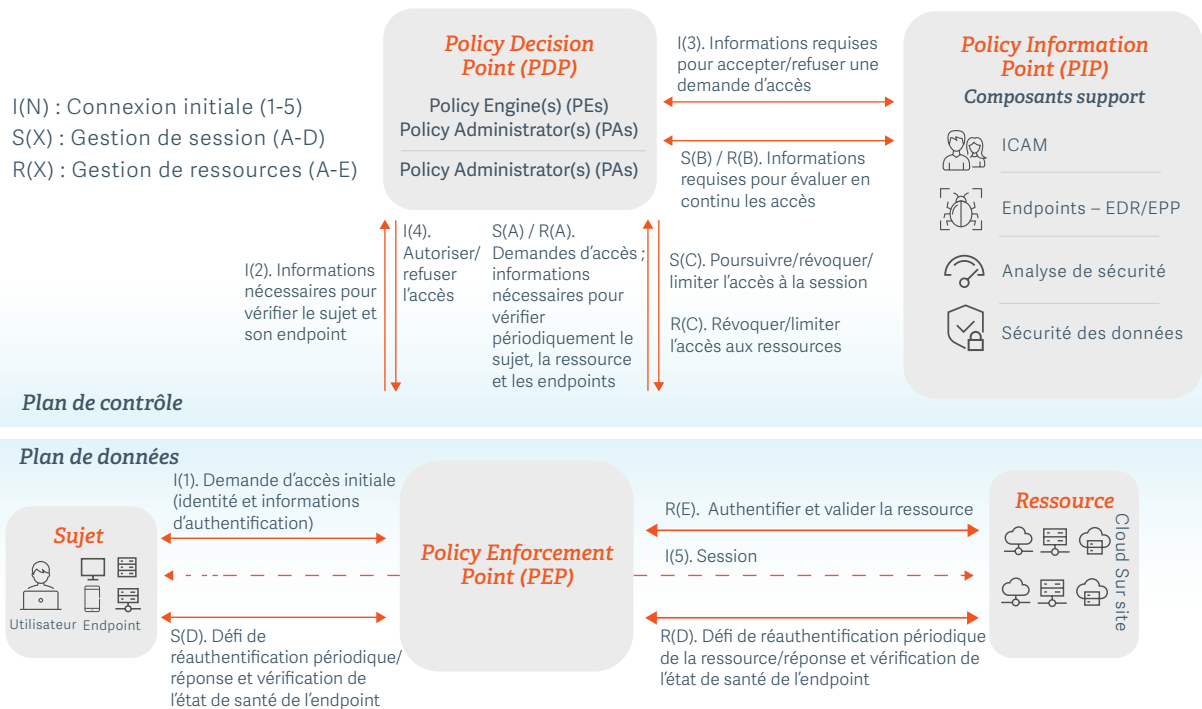 I(N) : Connexion initiale (1-5)
S(X) : Gestion de session (A-D)
R(X) : Gestion de ressources (A-E)
Policy Decision
Point (PDP)
Policy Engine(s) (PEs)
Policy Administrator(s) (PAs)
Policy Administrator(s) (PAs)
I(3). Informations requises
pour accepter/refuser une
demande d'accès
S(B) / R(B). Informations
requises pour évaluer en
continu les accès
Policy Information
Point (PIP)
Composants support
ICAM
Endpoints – EDR/EPP
Analyse de sécurité
Sécurité des données
I(2). Informations
nécessaires pour
vérifier le sujet et
son endpoint
I(4).
Autoriser/
refuser
l'accès
S(A) / R(A).
Demandes d'accès ;
informations
nécessaires pour
vérifier
périodiquement le
sujet, la ressource
et les endpoints
S(C). Poursuivre/révoquer/
limiter l'accès à la session
R(C). Révoquer/limiter
l'accès aux ressources
Plan de contrôle
Plan de données
Sujet
Utilisateur
Endpoint
I(1). Demande d'accès initiale
(identité et informations
d'authentification)
S(D). Défi de
réauthentification périodique/
réponse et vérification de
l'état de santé de l'endpoint
Policy Enforcement
Point (PEP)
R(E). Authentifier et valider la ressource
I(5). Session
R(D). Défi de réauthentification périodique
de la ressource/réponse et vérification de
l'état de santé de l'endpoint
Ressource
Cloud Sur site